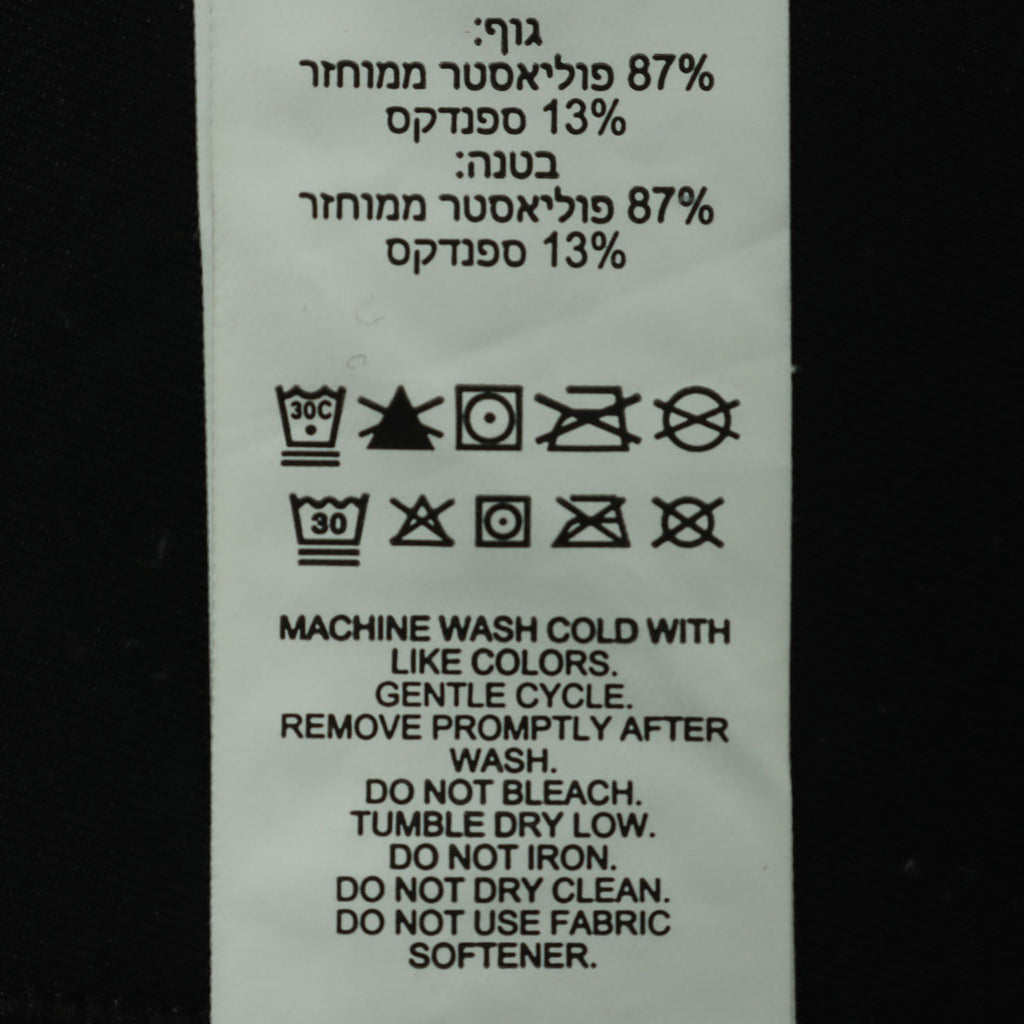 גוף:
87% פוליאסטר ממוחזר
13% ספנדקס
בטנה:
87% פוליאסטר ממוחזר
13% ספנדקס
30C
30
MACHINE WASH COLD WITH
LIKE COLORS.
GENTLE CYCLE.
REMOVE PROMPTLY AFTER
WASH.
DO NOT BLEACH.
TUMBLE DRY LOW.
DO NOT IRON.
DO NOT DRY CLEAN.
DO NOT USE FABRIC
SOFTENER.